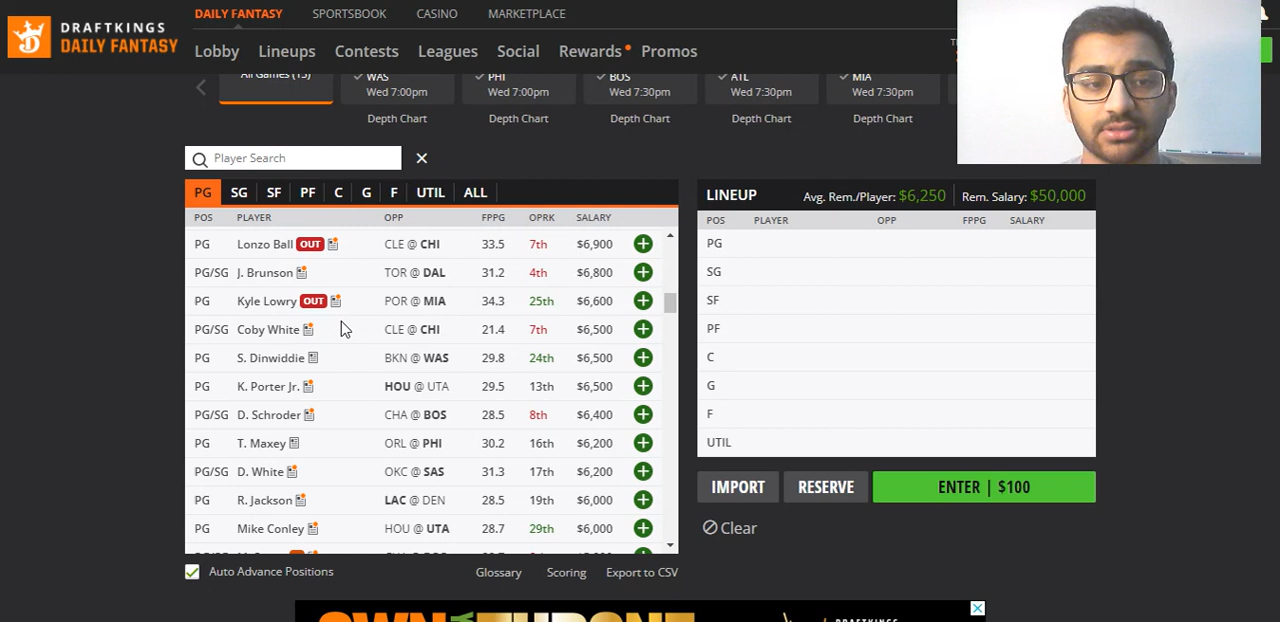 DRAFTKINGS
DAILY FANTASY
DAILY FANTASY SPORTSBOOK CASINO MARKETPLACE
Lobby Lineups Contests Leagues Social Rewards Promos
All Games (13)
WAS PHI BOS ATL MIA
Wed 7:00pm Wed 7:00pm Wed 7:30pm Wed 7:30pm Wed 7:30pm
Depth Chart Depth Chart Depth Chart Depth Chart Depth Chart
Player Search
PG SG SF PF C G F UTIL ALL
POS PLAYER OPP FPPG OPRK SALARY
PG Lonzo Ball OUT CLE @ CHI 33.5 7th $6,900
PG/SG J. Brunson TOR @ DAL 31.2 4th $6,800
PG Kyle Lowry OUT POR @ MIA 34.3 25th $6,600
PG/SG Coby White CLE @ CHI 21.4 7th $6,500
PG S. Dinwiddie BKN @ WAS 29.8 24th $6,500
PG K. Porter Jr. HOU @ UTA 29.5 13th $6,500
PG/SG D. Schroder CHA @ BOS 28.5 8th $6,400
PG T. Maxey ORL @ PHI 30.2 16th $6,200
PG/SG D. White OKC @ SAS 31.3 17th $6,200
PG R. Jackson LAC @ DEN 28.5 19th $6,000
PG Mike Conley HOU @ UTA 28.7 29th $6,000
Auto Advance Positions Glossary Scoring Export to CSV
LINEUP Avg. Rem./Player: $6,250 Rem. Salary: $50,000
POS PLAYER OPP FPPG SALARY
PG
SG
SF
PF
C
G
F
UTIL
IMPORT RESERVE ENTER | $100
Clear